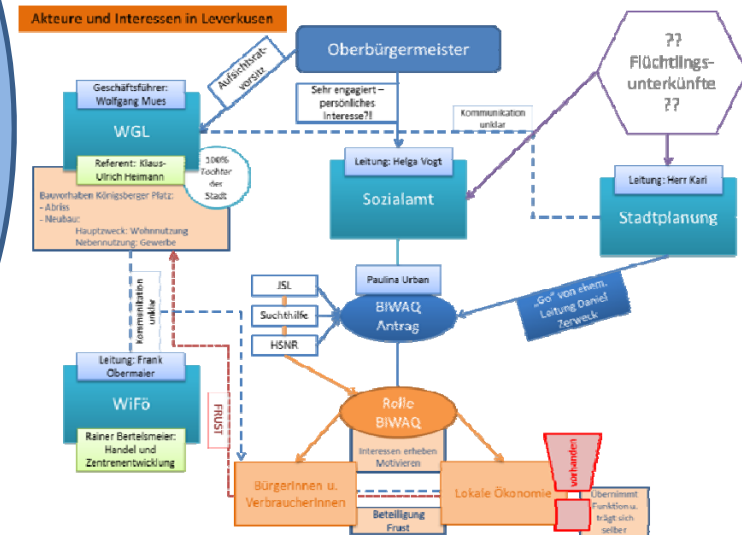 Akteure und Interessen in Leverkusen
Oberbürgermeister
??
Flüchtlings-
unterkünfte
??
Aufsichtsrat-
vorsitz
Sehr engagiert –
persönliches
Interesse?!
Kommunikation
unklar
Geschäftsführer:
Wolfgang Mues
WGL
Referent: Klaus-
Ulrich Heimann
100%
Tochter
der
Stadt
Bauvorhaben Königsberger Platz:
- Abriss
- Neubau:
Hauptzweck: Wohnnutzung
Nebennutzung: Gewerbe
Leitung: Helga Vogt
Sozialamt
Leitung: Herr Karl
Stadtplanung
Paulina Urban
BIWAQ
Antrag
„Go" von ehem.
Leitung Daniel
Zerweck
JSL
Suchthilfe
HSNR
Kommunikation
unklar
Leitung: Frank
Obermaier
WiFö
Rainer Bertelsmeier:
Handel und
Zentrenentwicklung
FRUST
Rolle
BIWAQ
Interessen erheben
Motivieren
BürgerInnen u.
VerbraucherInnen
Lokale Ökonomie
Beteiligung
Frust
vorhanden
Übernimmt
Funktion u.
trägt sich
selber